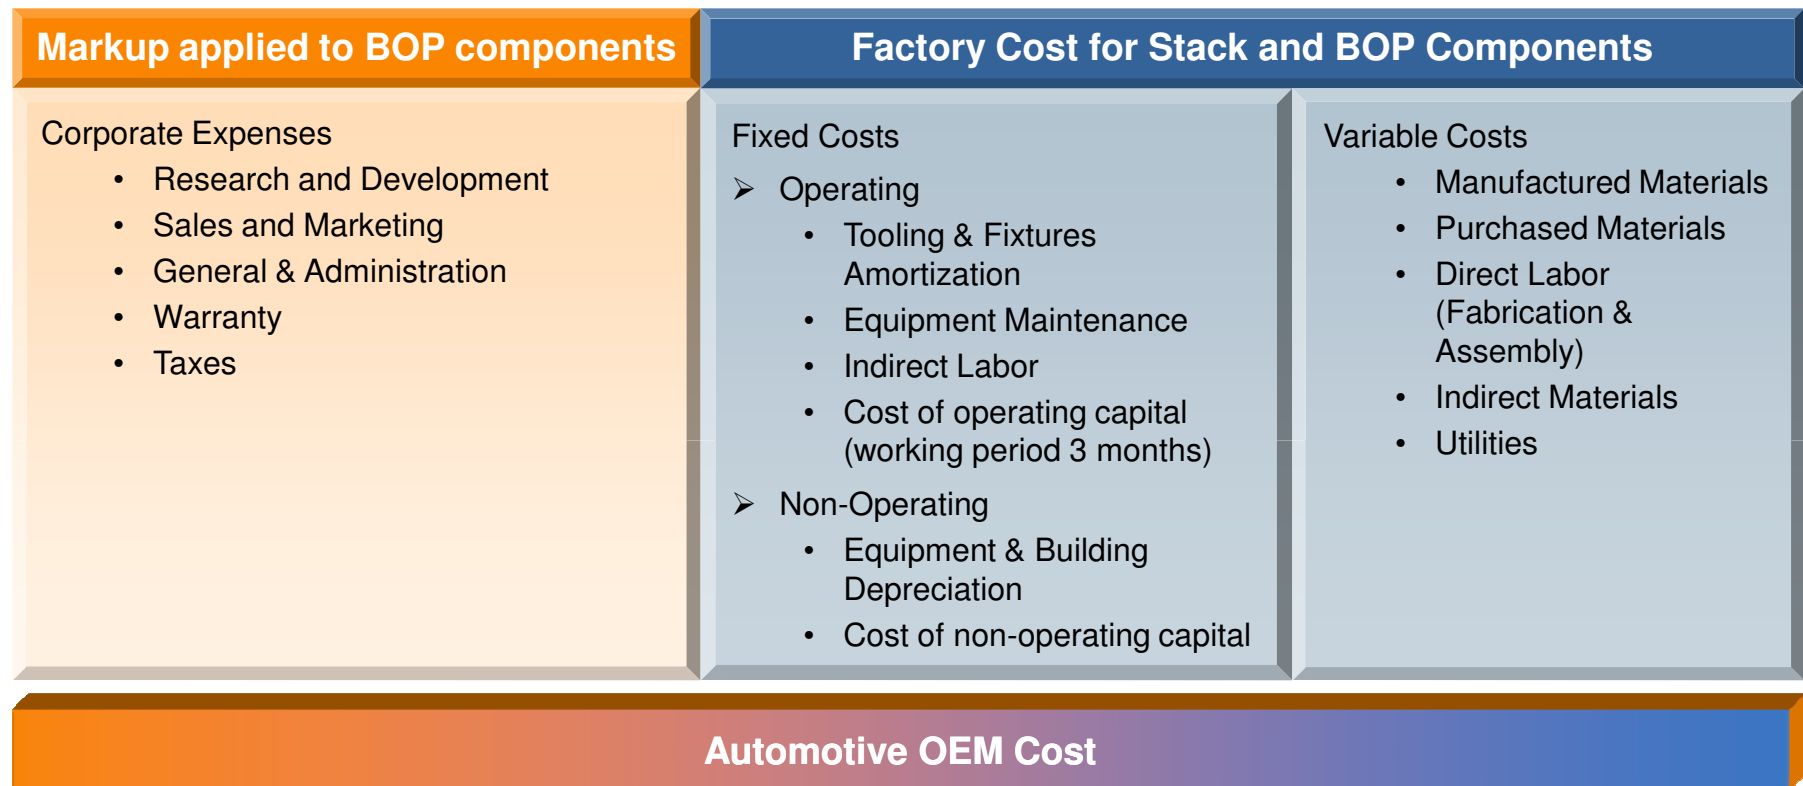 Markup applied to BOP components
Factory Cost for Stack and BOP Components
Corporate Expenses
• Research and Development
• Sales and Marketing
• General & Administration
• Warranty
• Taxes
Fixed Costs
➢ Operating
• Tooling & Fixtures
Amortization
• Equipment Maintenance
• Indirect Labor
• Cost of operating capital
(working period 3 months)
➢ Non-Operating
• Equipment & Building
Depreciation
• Cost of non-operating capital
Variable Costs
• Manufactured Materials
• Purchased Materials
• Direct Labor
(Fabrication &
Assembly)
• Indirect Materials
• Utilities
Automotive OEM Cost